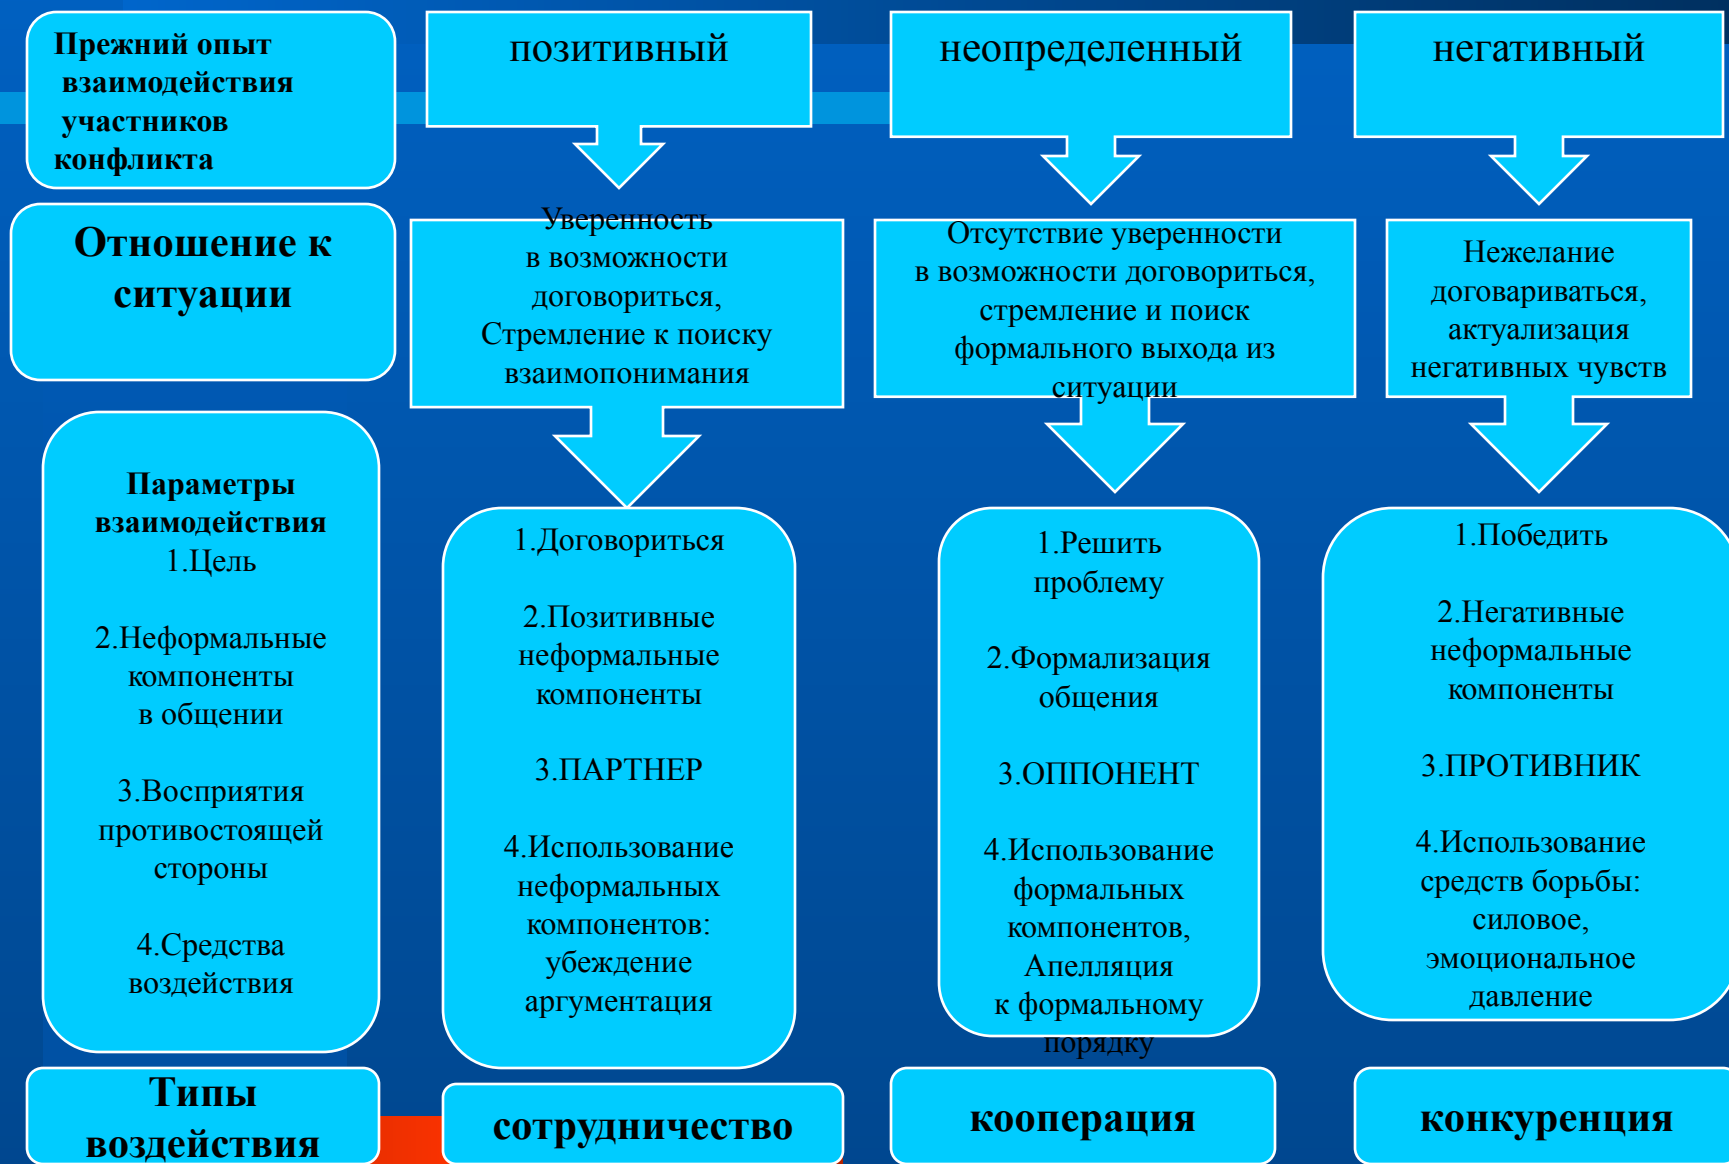 Прежний опыт
взаимодействия
участников
конфликта
позитивный
неопределенный
негативный
Отношение к
ситуации
Уверенность
в возможности
договориться,
Стремление к поиску
взаимопонимания
Отсутствие уверенности
в возможности договориться,
стремление и поиск
формального выхода из
ситуации
Нежелание
договариваться,
актуализация
негативных чувств
Параметры
взаимодействия
1.Цель
2.Неформальные
компоненты
в общении
3.Восприятия
противостоящей
стороны
4.Средства
воздействия
1.Договориться
2.Позитивные
неформальные
компоненты
3.ПАРТНЕР
4.Использование
неформальных
компонентов:
убеждение
аргументация
1.Решить
проблему
2.Формализация
общения
3.ОППОНЕНТ
4.Использование
формальных
компонентов,
Апелляция
к формальному
порядку
1.Победить
2.Негативные
неформальные
компоненты
3.ПРОТИВНИК
4.Использование
средств борьбы:
силовое,
эмоциональное
давление
Типы
воздействия
сотрудничество
кооперация
конкуренция